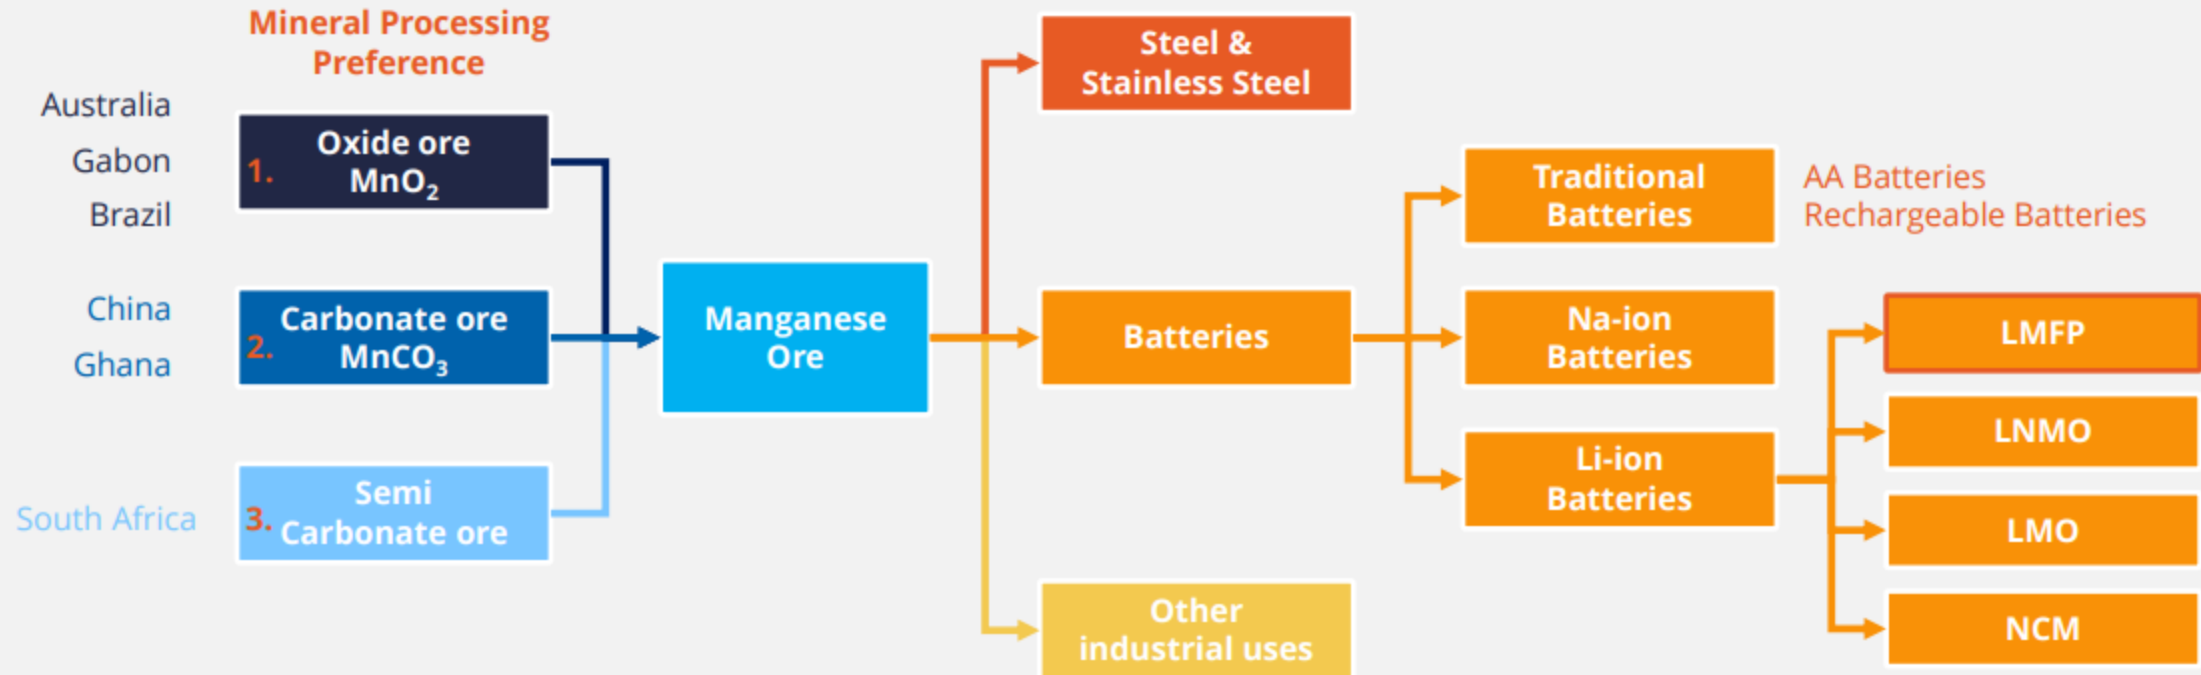 Mineral Processing
Preference
Australia
Gabon
Brazil
1.
Oxide ore
MnO₂
China
Ghana
2.
Carbonate ore
MnCO₃
South Africa
3.
Semi
Carbonate ore
Manganese
Ore
Steel &
Stainless Steel
Batteries
Other
industrial uses
Traditional
Batteries
AA Batteries
Rechargeable Batteries
Na-ion
Batteries
Li-ion
Batteries
LMFP
LNMO
LMO
NCM